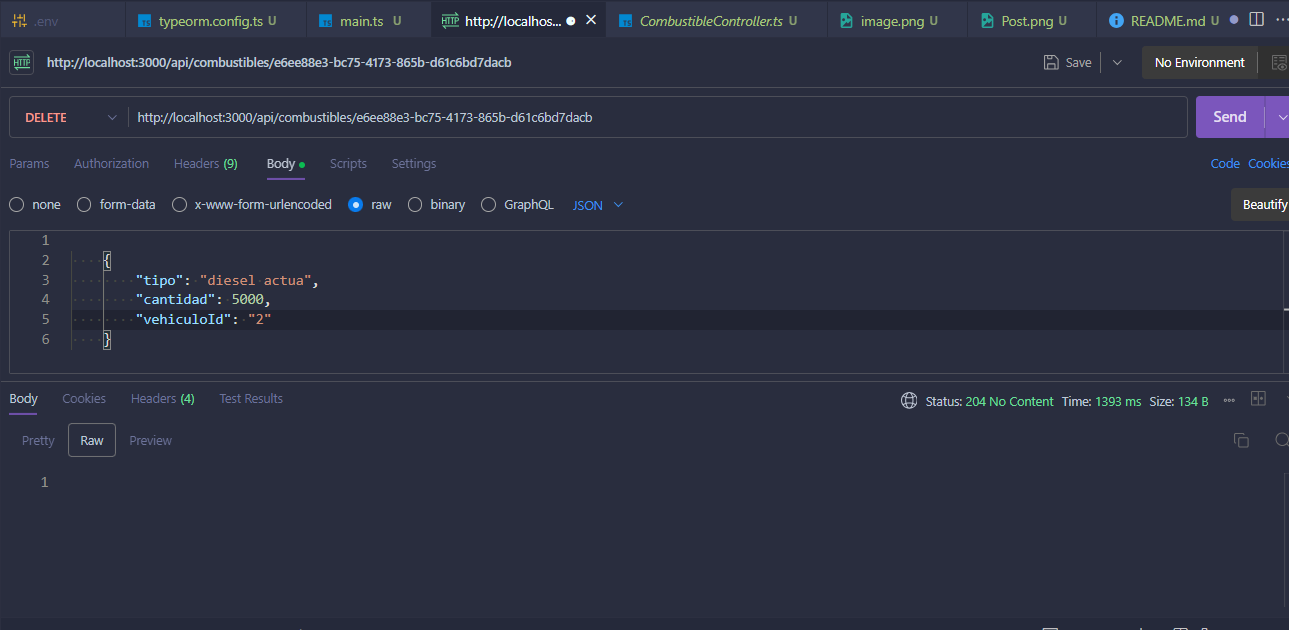 .env typeorm.config.ts U main.ts U HTTP http://localhos... CombustibleController.ts U image.png U Post.png U README.md U
HTTP http://localhost:3000/api/combustibles/e6ee88e3-bc75-4173-865b-d61c6bd7dacb Save No Environment
DELETE http://localhost:3000/api/combustibles/e6ee88e3-bc75-4173-865b-d61c6bd7dacb Send
Params Authorization Headers (9) Body Scripts Settings Code Cookies
none form-data x-www-form-urlencoded raw binary GraphQL JSON Beautify
1
2 {
3 "tipo": "diesel actua",
4 "cantidad": 5000,
5 "vehiculoId": "2"
6 }
Body Cookies Headers (4) Test Results Status: 204 No Content Time: 1393 ms Size: 134 B
Pretty Raw Preview
1